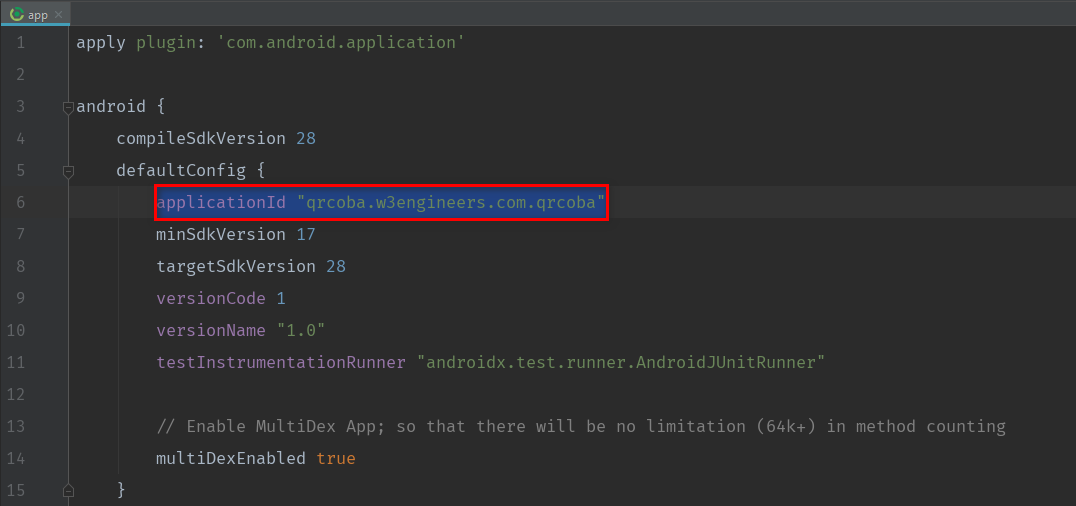 app
1 apply plugin: 'com.android.application'
2
3 android {
4 compileSdkVersion 28
5 defaultConfig {
6 applicationId "qrcoba.w3engineers.com.qrcoba"
7 minSdkVersion 17
8 targetSdkVersion 28
9 versionCode 1
10 versionName "1.0"
11 testInstrumentationRunner "androidx.test.runner.AndroidJUnitRunner"
12
13 // Enable MultiDex App; so that there will be no limitation (64k+) in method counting
14 multiDexEnabled true
15 }